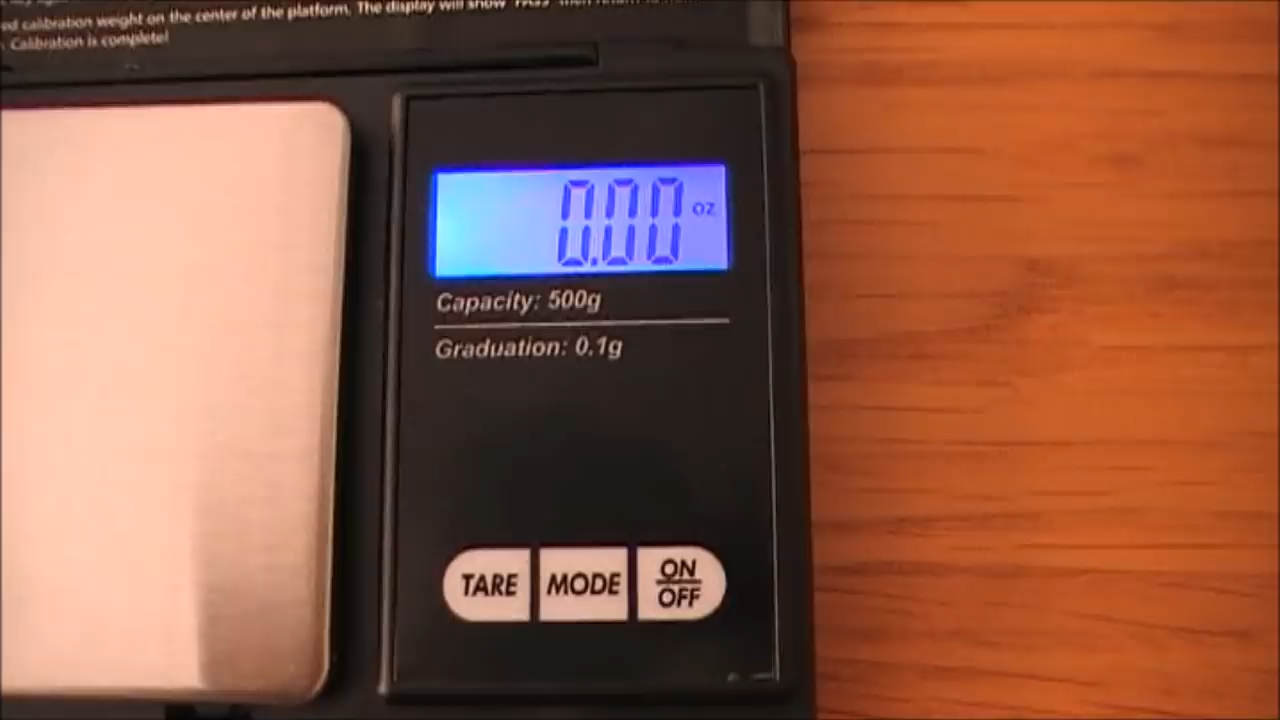 ed calibration weight on the center of the platform. The display will show
. Calibration is complete!
0.00 oz
Capacity: 500g
Graduation: 0.1g
TARE MODE ON/OFF